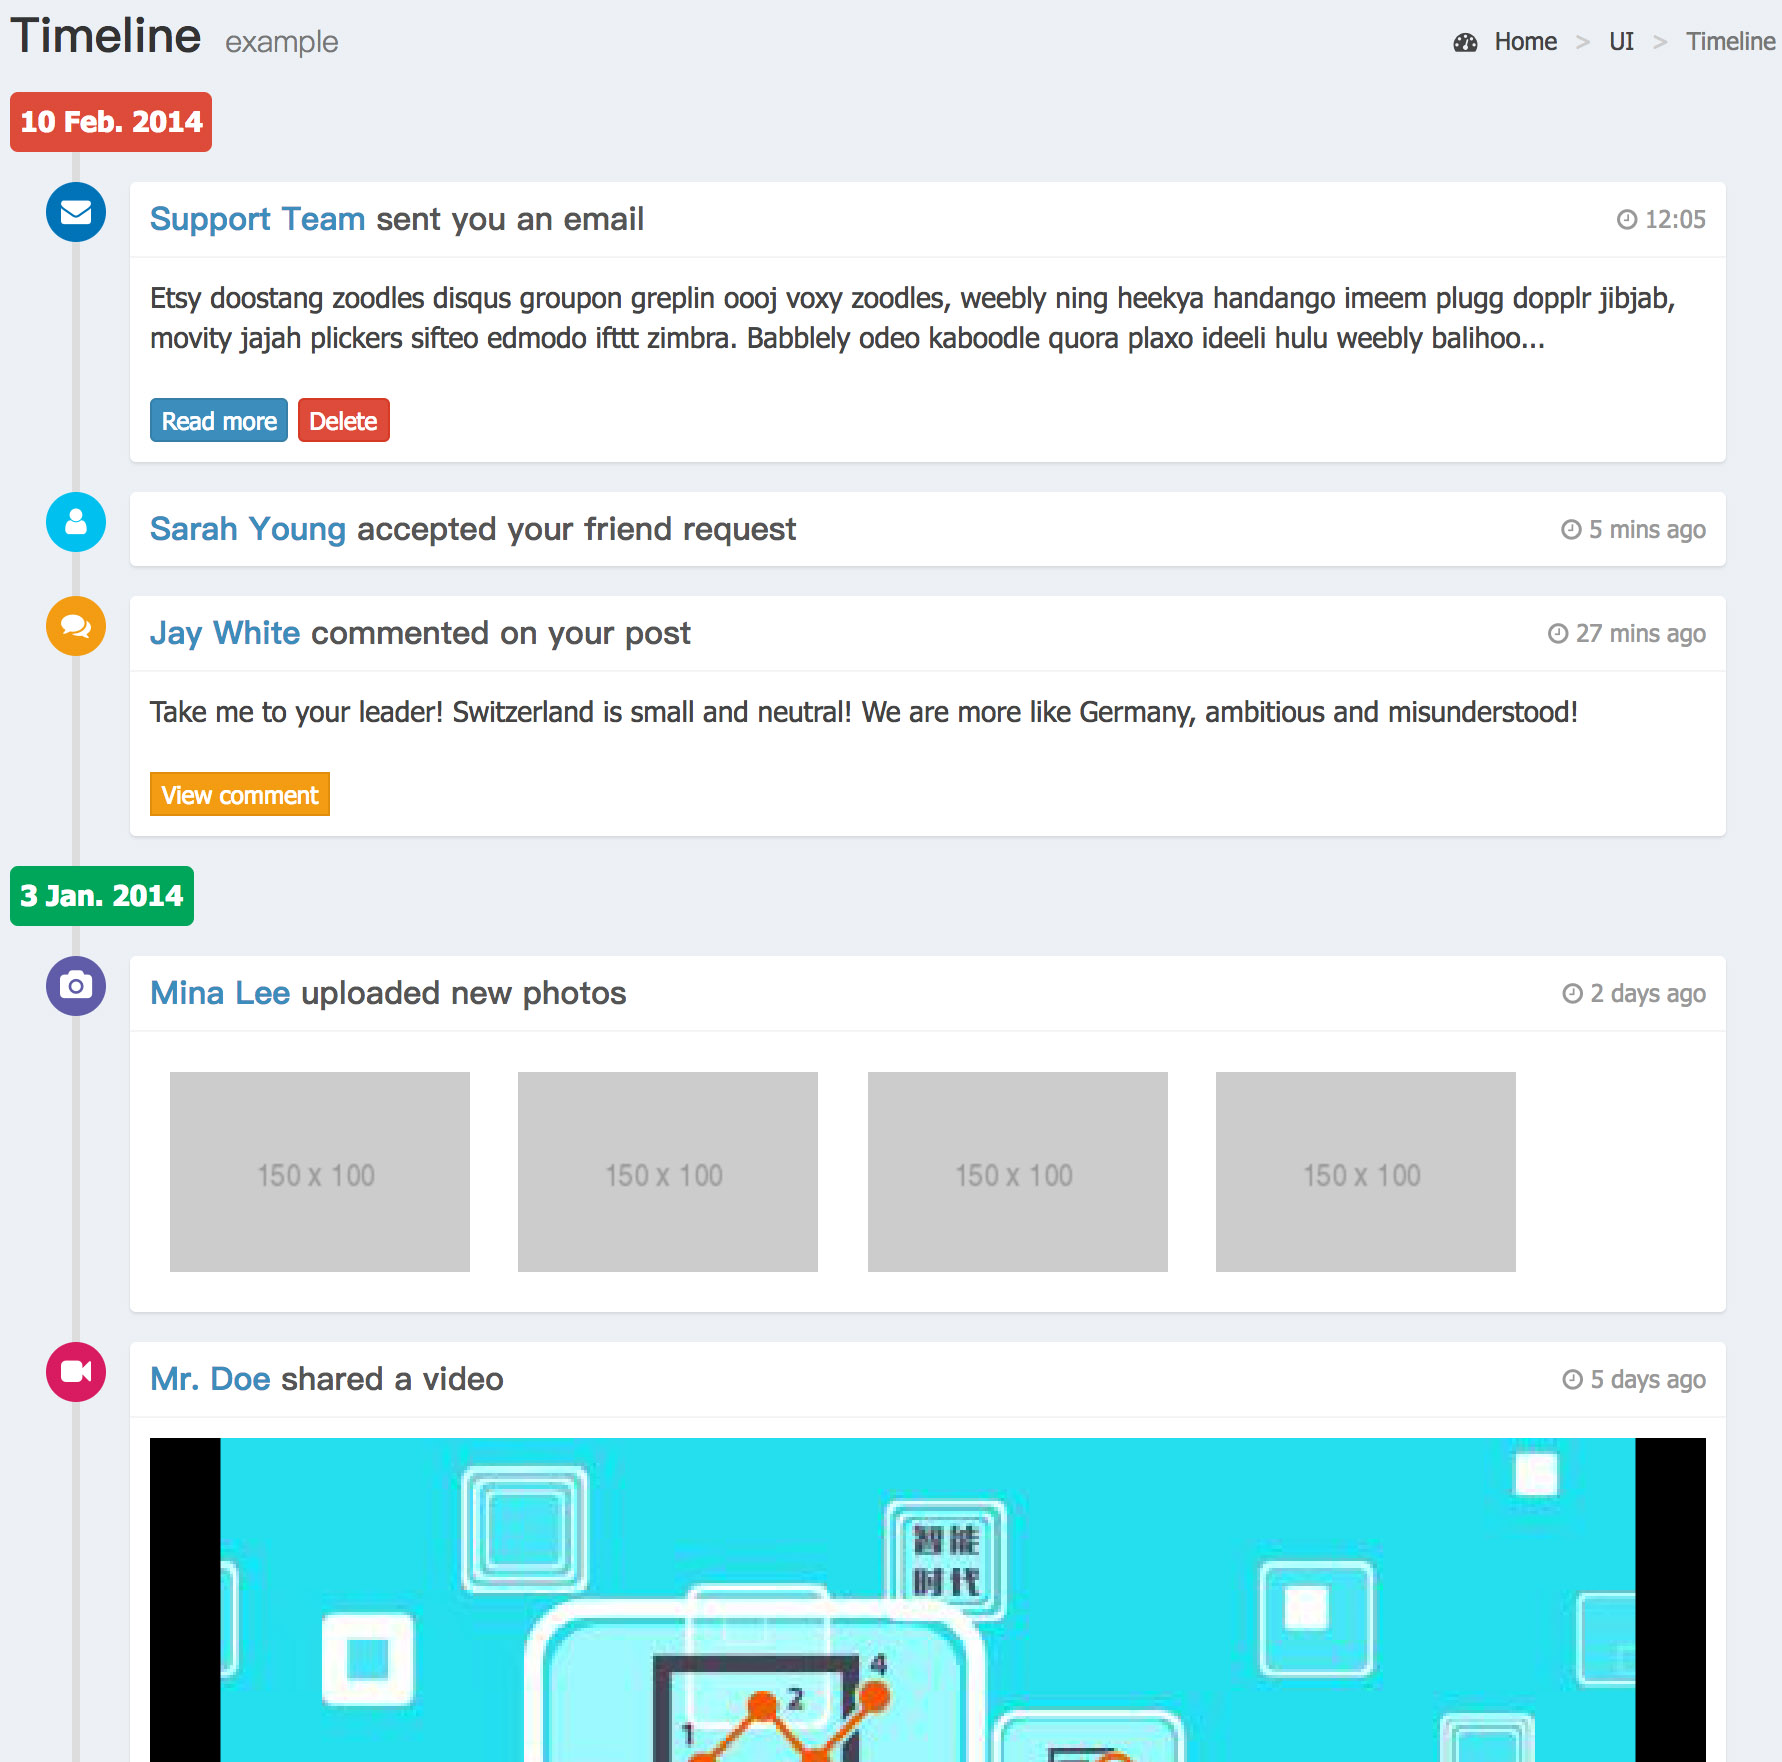 Timeline example
Home > UI > Timeline
10 Feb. 2014
Support Team sent you an email
12:05
Etsy doostang zoodles disqus groupon greplin oooj voxy zoodles, weebly ning heekya handango imeem plugg dopplr jibjab,
movity jajah plickers sifteo edmodo ifttt zimbra. Babblely odeo kaboodle quora plaxo ideeli hulu weebly balihoo...
Read more Delete
Sarah Young accepted your friend request
5 mins ago
Jay White commented on your post
27 mins ago
Take me to your leader! Switzerland is small and neutral! We are more like Germany, ambitious and misunderstood!
View comment
3 Jan. 2014
Mina Lee uploaded new photos
2 days ago
150 x 100 150 x 100 150 x 100 150 x 100
Mr. Doe shared a video
5 days ago
智能
时代
4
2
1